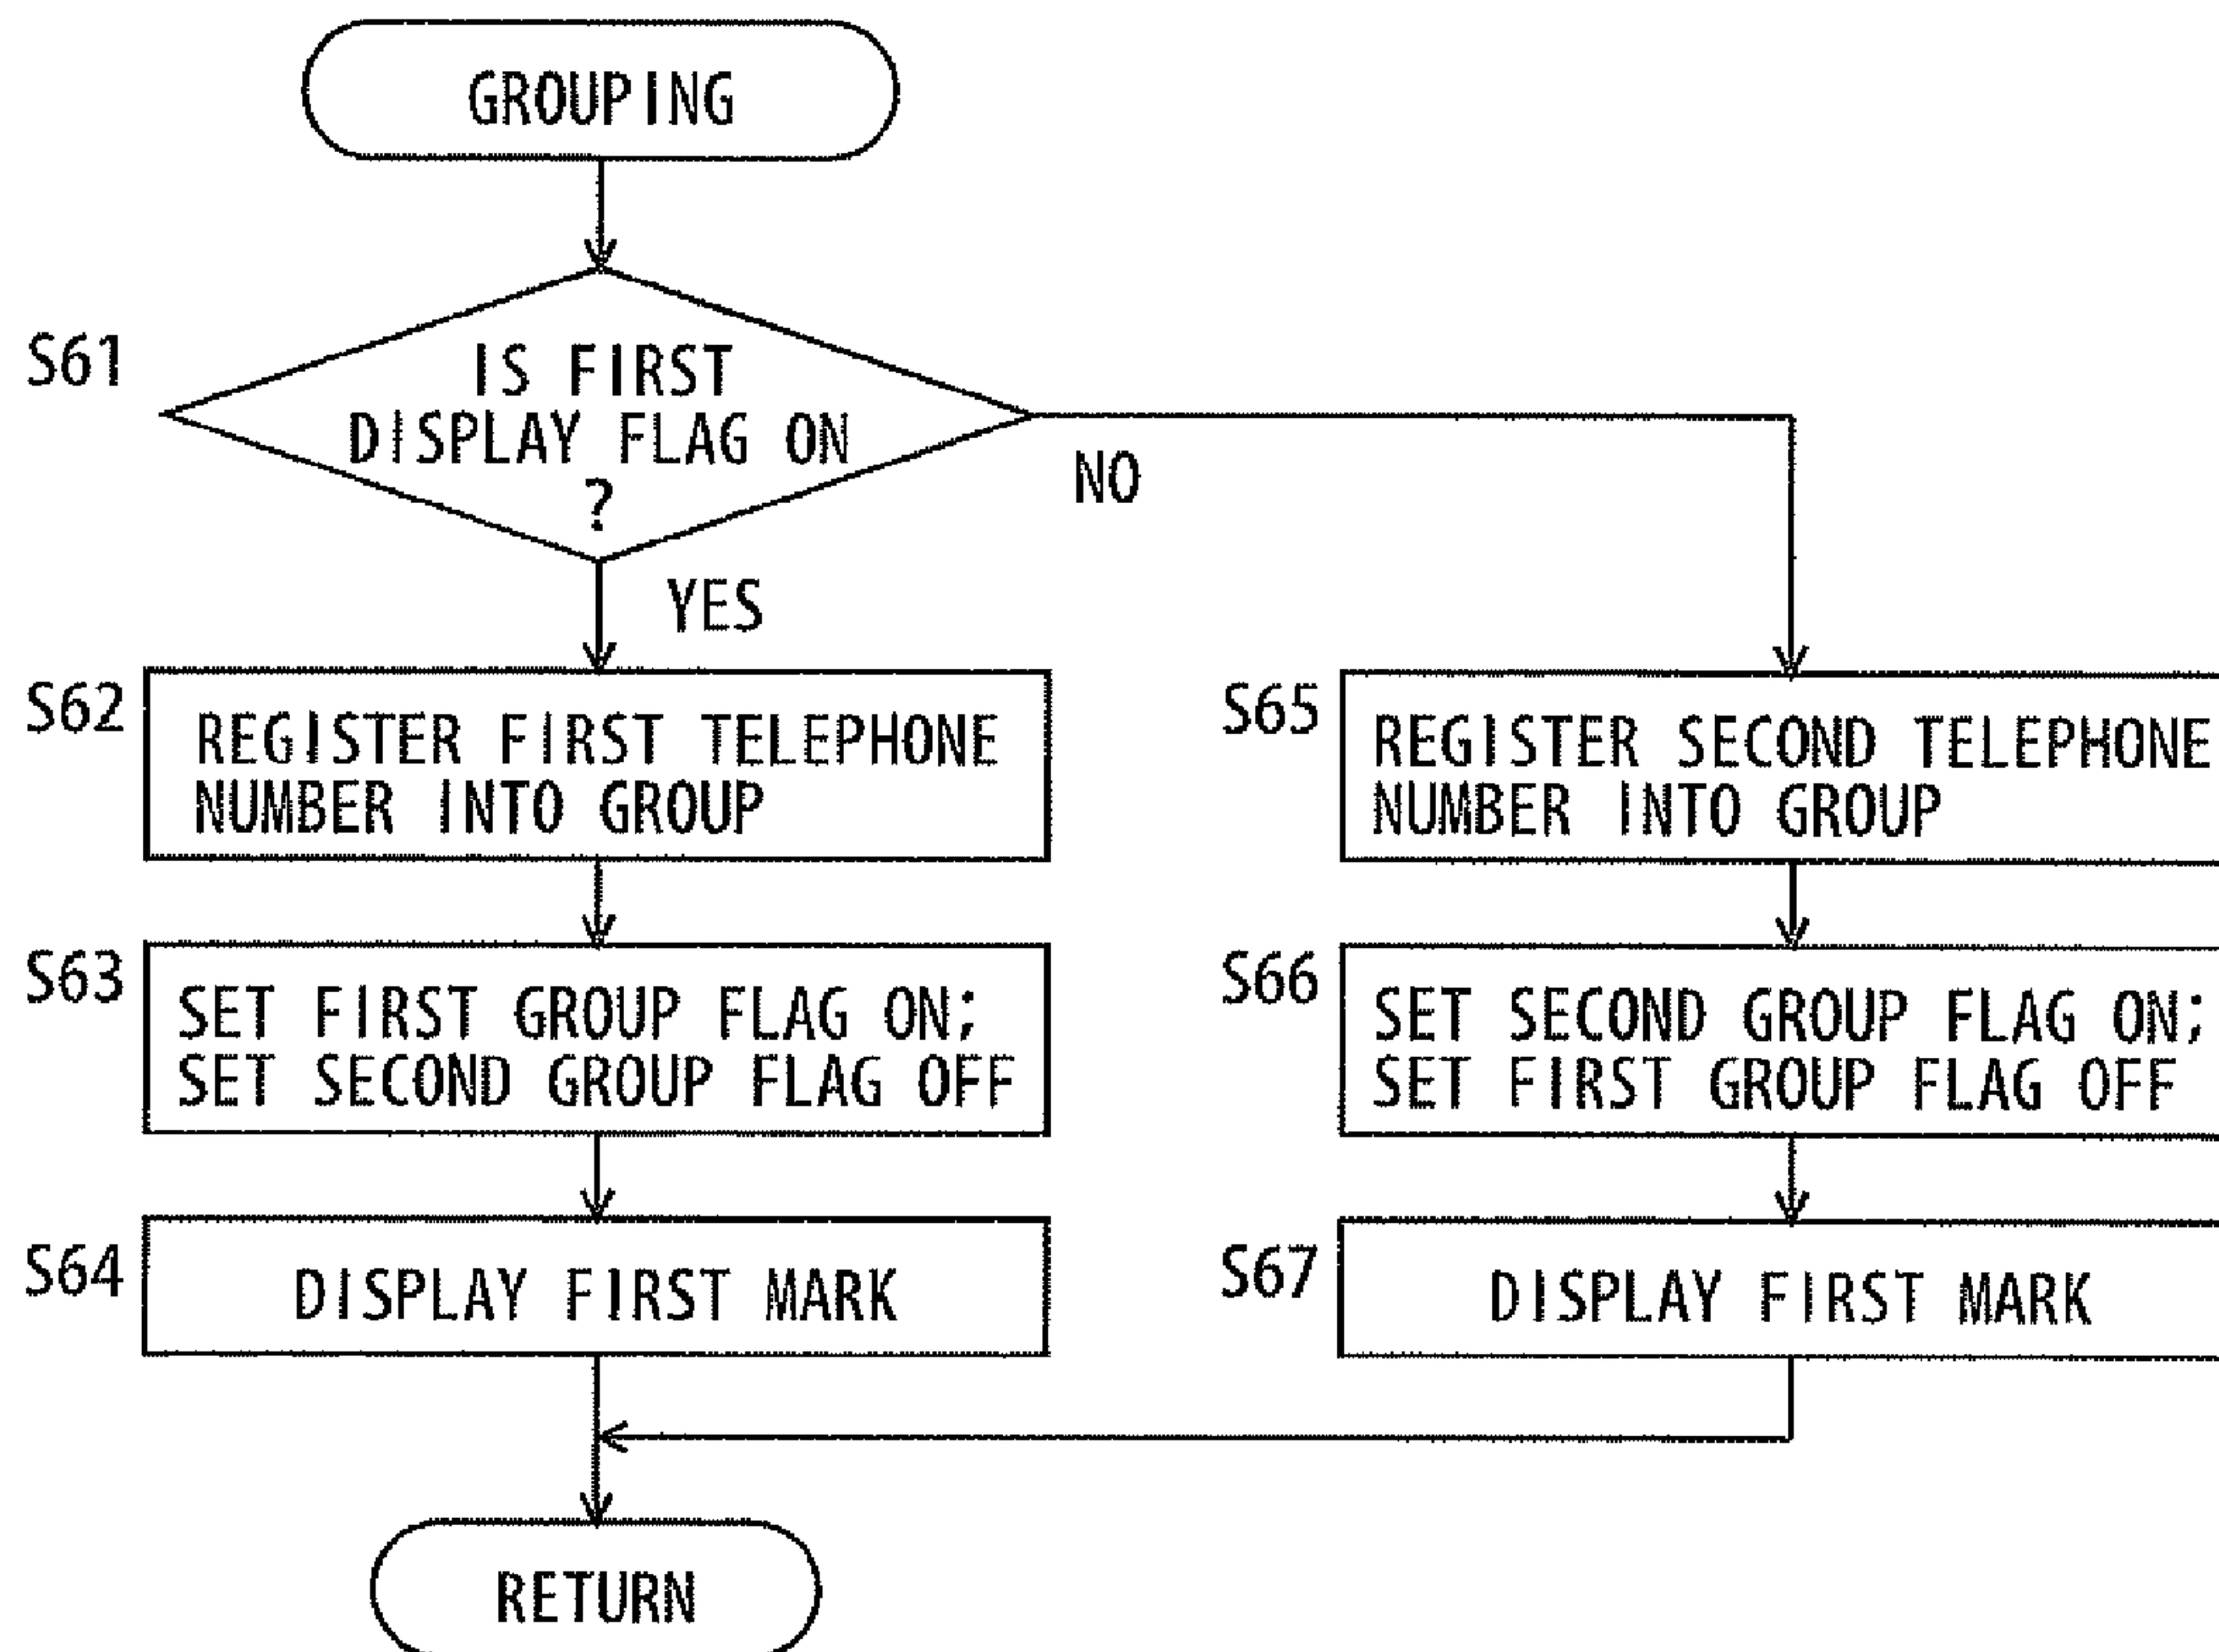 GROUPING
S61
IS FIRST
DISPLAY FLAG ON
?
NO
YES
S62
REGISTER FIRST TELEPHONE
NUMBER INTO GROUP
S65
REGISTER SECOND TELEPHONE
NUMBER INTO GROUP
S63
SET FIRST GROUP FLAG ON;
SET SECOND GROUP FLAG OFF
S66
SET SECOND GROUP FLAG ON;
SET FIRST GROUP FLAG OFF
S64
DISPLAY FIRST MARK
S67
DISPLAY FIRST MARK
RETURN